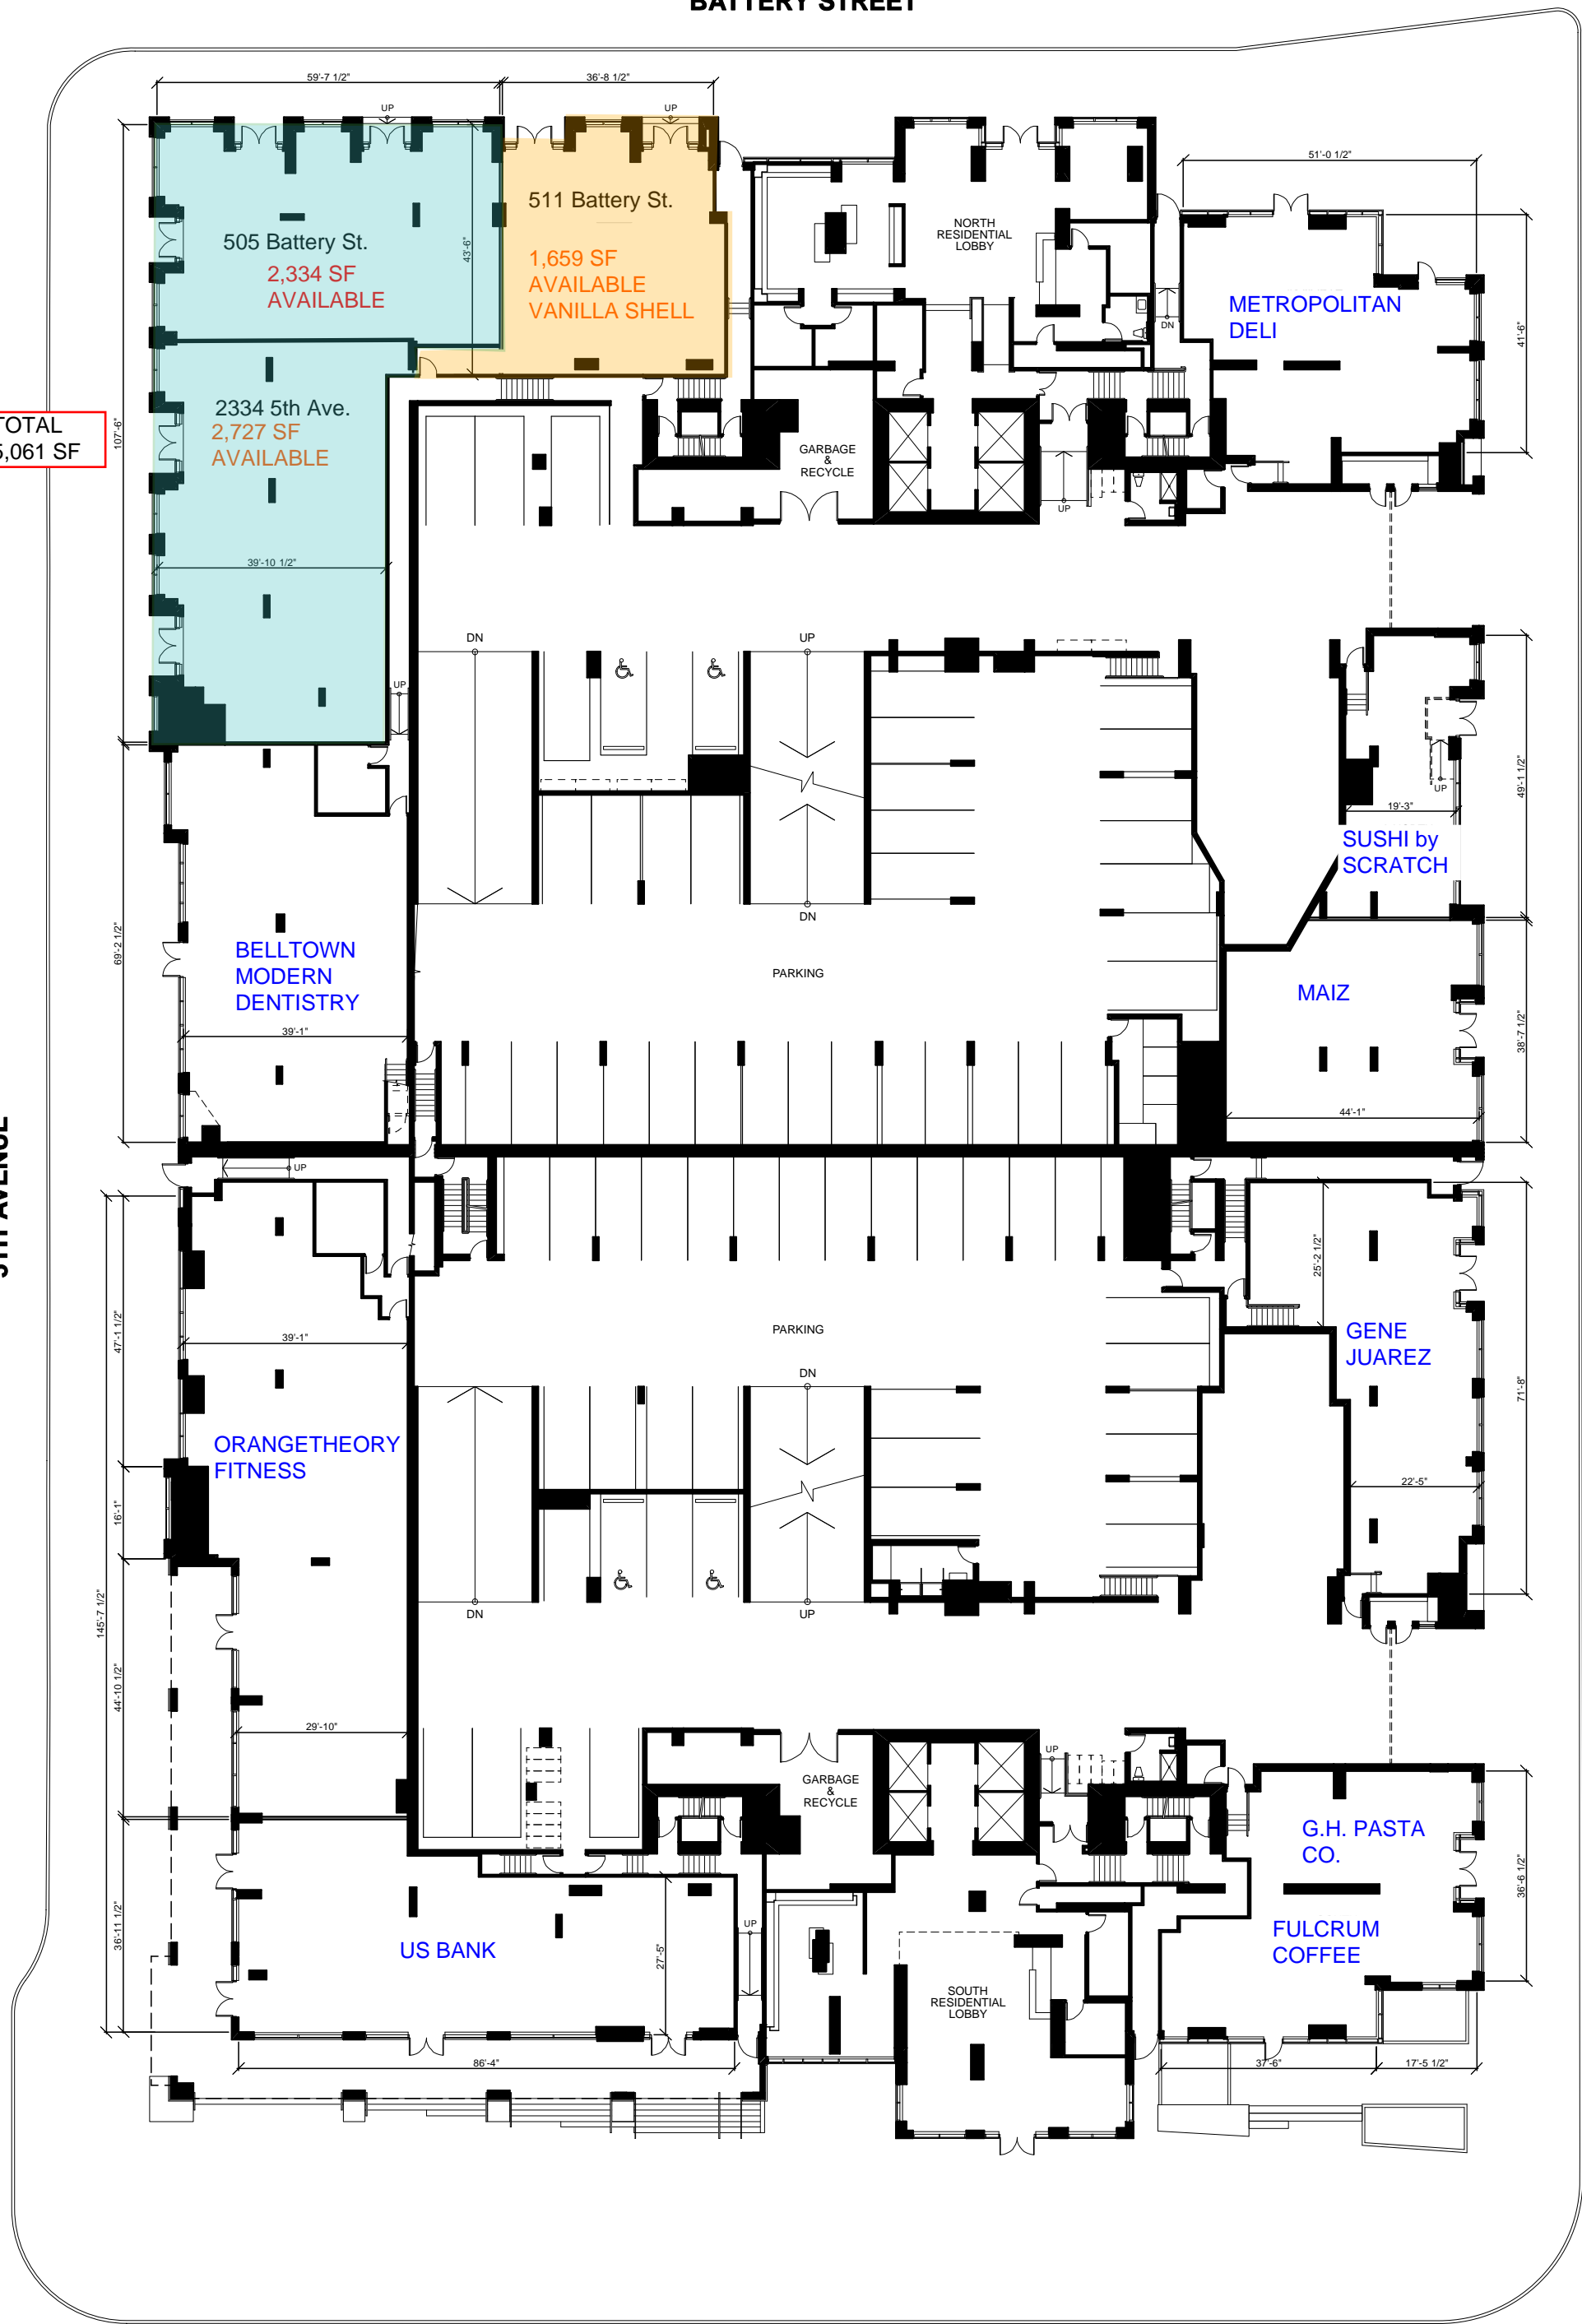 BATTERY STREET
59'-7 1/2"
36'-8 1/2"
UP
UP
51'-0 1/2"
511 Battery St.
505 Battery St.
2,334 SF
AVAILABLE
43'-6"
1,659 SF
AVAILABLE
VANILLA SHELL
NORTH
RESIDENTIAL
LOBBY
METROPOLITAN
DELI
DN
41'-6"
2334 5th Ave.
2,727 SF
AVAILABLE
TOTAL
5,061 SF
107'-6"
GARBAGE
&
RECYCLE
UP
39'-10 1/2"
DN
UP
UP
19'-3"
UP
49'-1 1/2"
SUSHI by
SCRATCH
DN
BELLTOWN
MODERN
DENTISTRY
69'-2 1/2"
PARKING
MAIZ
39'-1"
38'-7 1/2"
44'-1"
5TH AVENUE
UP
25'-2 1/2"
47'-1 1/2"
39'-1"
PARKING
GENE
JUAREZ
DN
71'-8"
ORANGETHEORY
FITNESS
22'-5"
16'-1"
145'-7 1/2"
DN
UP
44'-10 1/2"
29'-10"
UP
GARBAGE
&
RECYCLE
G.H. PASTA
CO.
36'-6 1/2"
36'-11 1/2"
US BANK
27'-5"
UP
FULCRUM
COFFEE
SOUTH
RESIDENTIAL
LOBBY
86'-4"
37'-6"
17'-5 1/2"